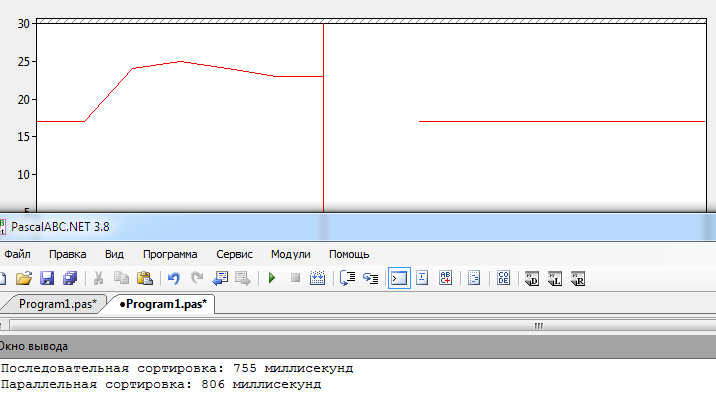 30
25
20
15
10
5
PascalABC.NET 3.8
Файл Правка Вид Программа Сервис Модули Помощь
Program1.pas* •Program1.pas*
Окно вывода
Последовательная сортировка: 755 миллисекунд
Параллельная сортировка: 806 миллисекунд